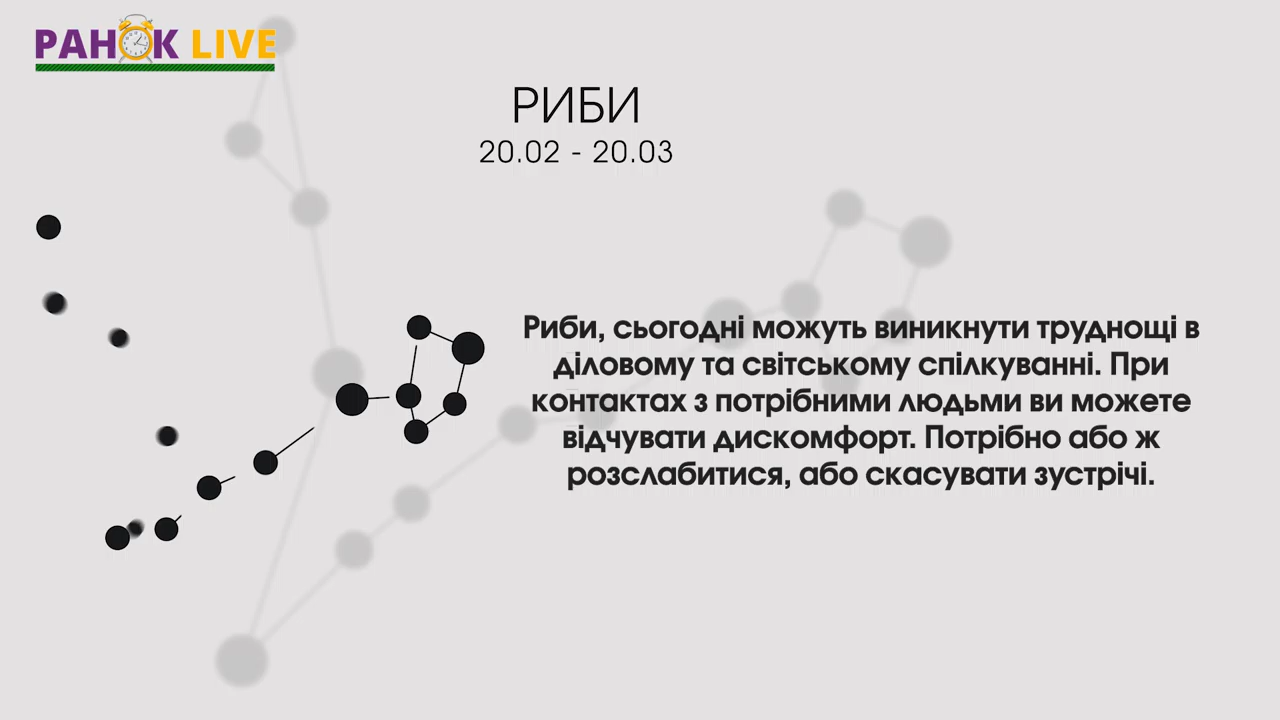 РАНОК LIVE
РИБИ
20.02 - 20.03
Риби, сьогодні можуть виникнути труднощі в
діловому та світському спілкуванні. При
контактах з потрібними людьми ви можете
відчувати дискомфорт. Потрібно або ж
розслабитися, або скасувати зустрічі.